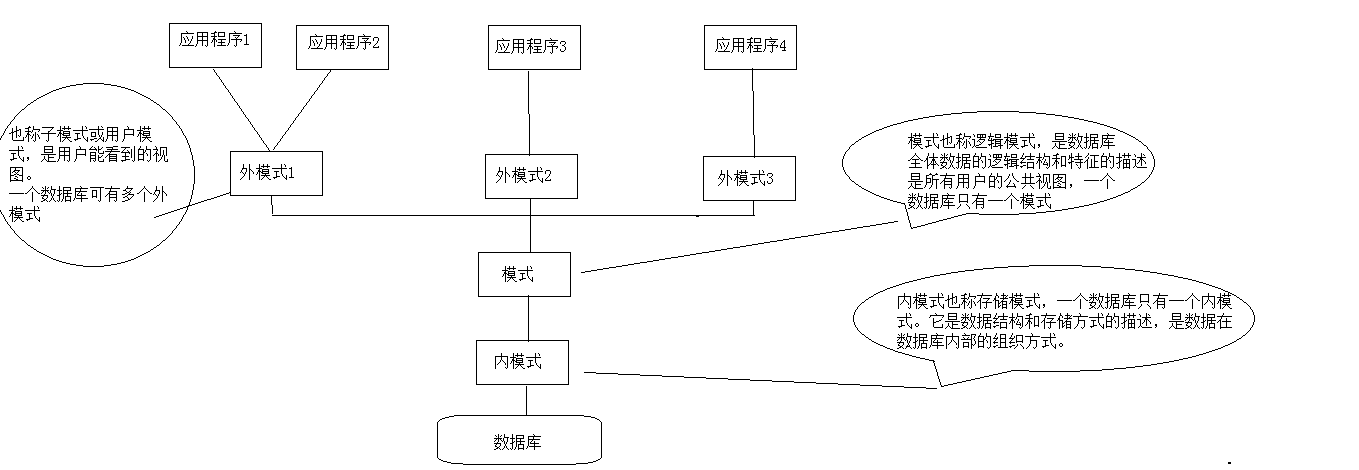 应用程序1
应用程序2
应用程序3
应用程序4
也称子模式或用户模
式，是用户能看到的视
图。
一个数据库可有多个外
模式
外模式1
外模式2
外模式3
模式也称逻辑模式，是数据库
全体数据的逻辑结构和特征的描述
是所有用户的公共视图，一个
数据库只有一个模式
模式
内模式也称存储模式，一个数据库只有一个内模
式。它是数据结构和存储方式的描述，是数据在
数据库内部的组织方式。
内模式
数据库